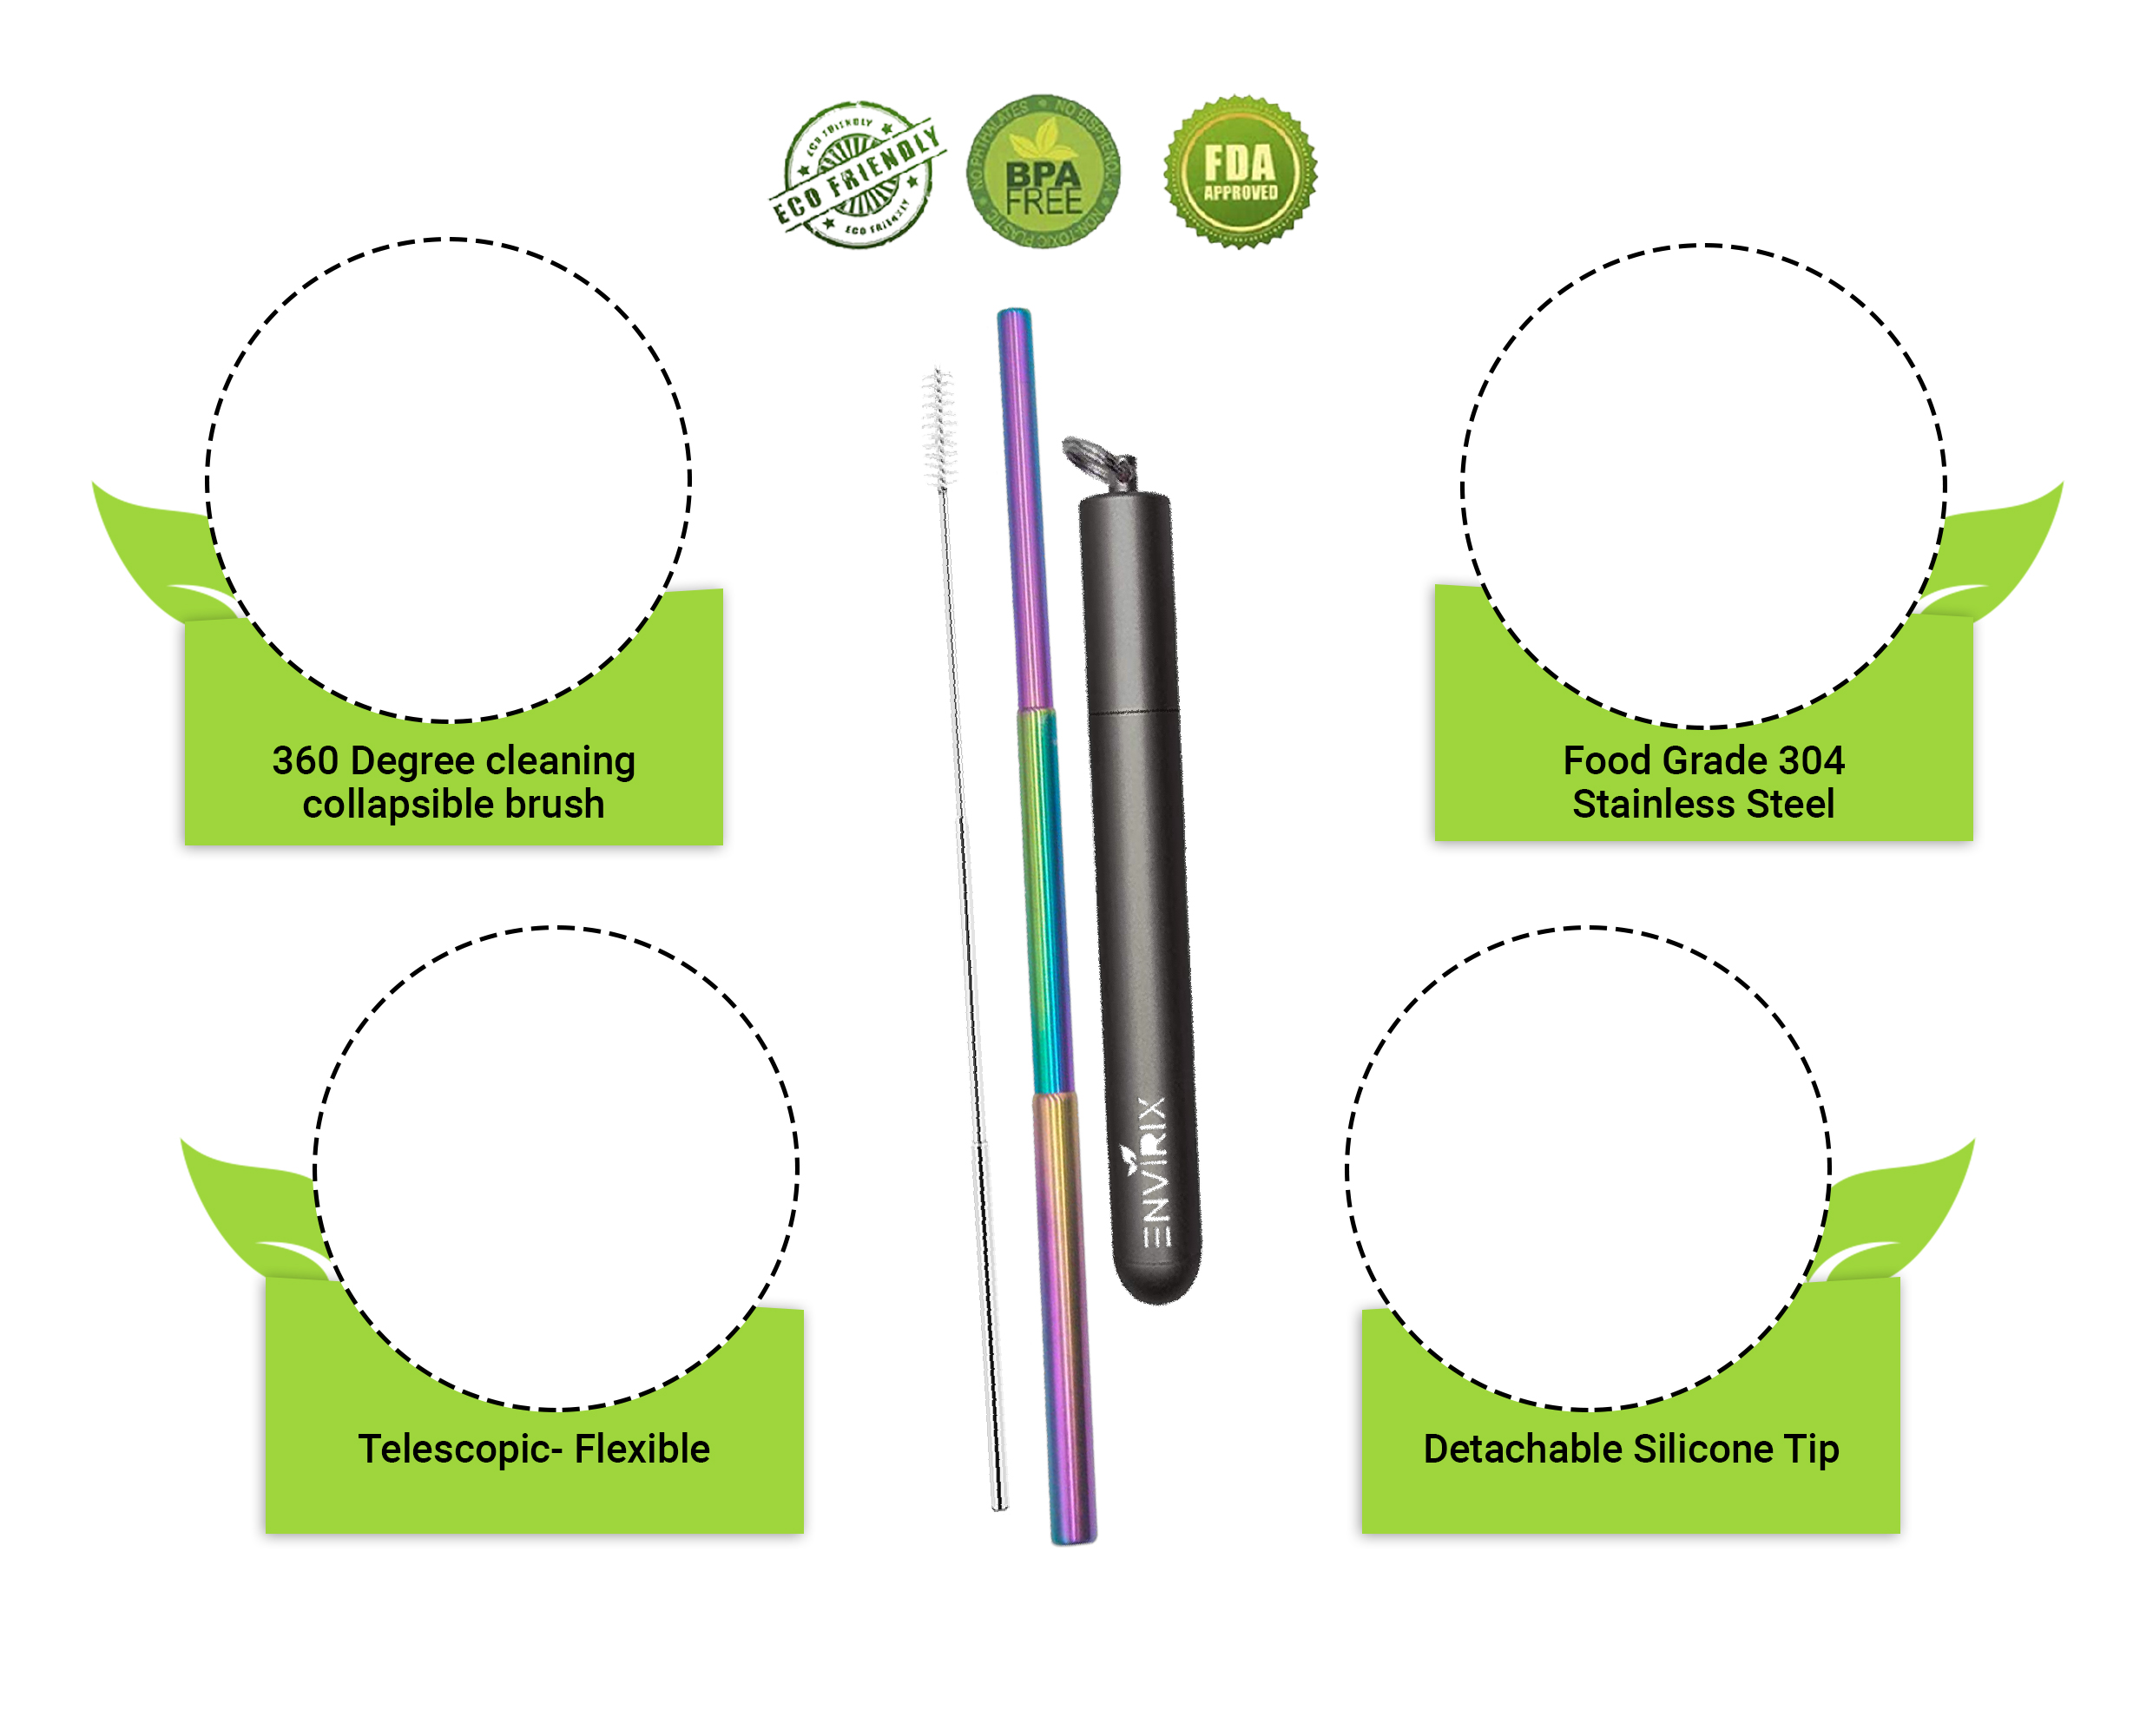 ECO FRIENDLY
ECO FRIENDLY
ECO FRIENDLY
NO PHTHALATES • NO BISPHENOL-A • NON-TOXIC PLASTIC •
BPA
FREE
FDA
APPROVED
360 Degree cleaning
collapsible brush
Food Grade 304
Stainless Steel
ENVIRIX
Telescopic- Flexible
Detachable Silicone Tip